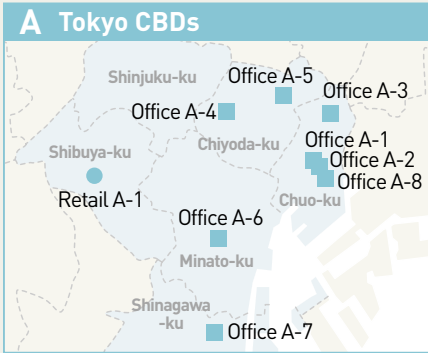 A Tokyo CBDs
Shinjuku-ku
Office A-5
Office A-3
Office A-4
Chiyoda-ku
Office A-1
Shibuya-ku
Office A-2
Office A-8
Retail A-1
Chuo-ku
Office A-6
Minato-ku
Shinagawa
-ku
Office A-7